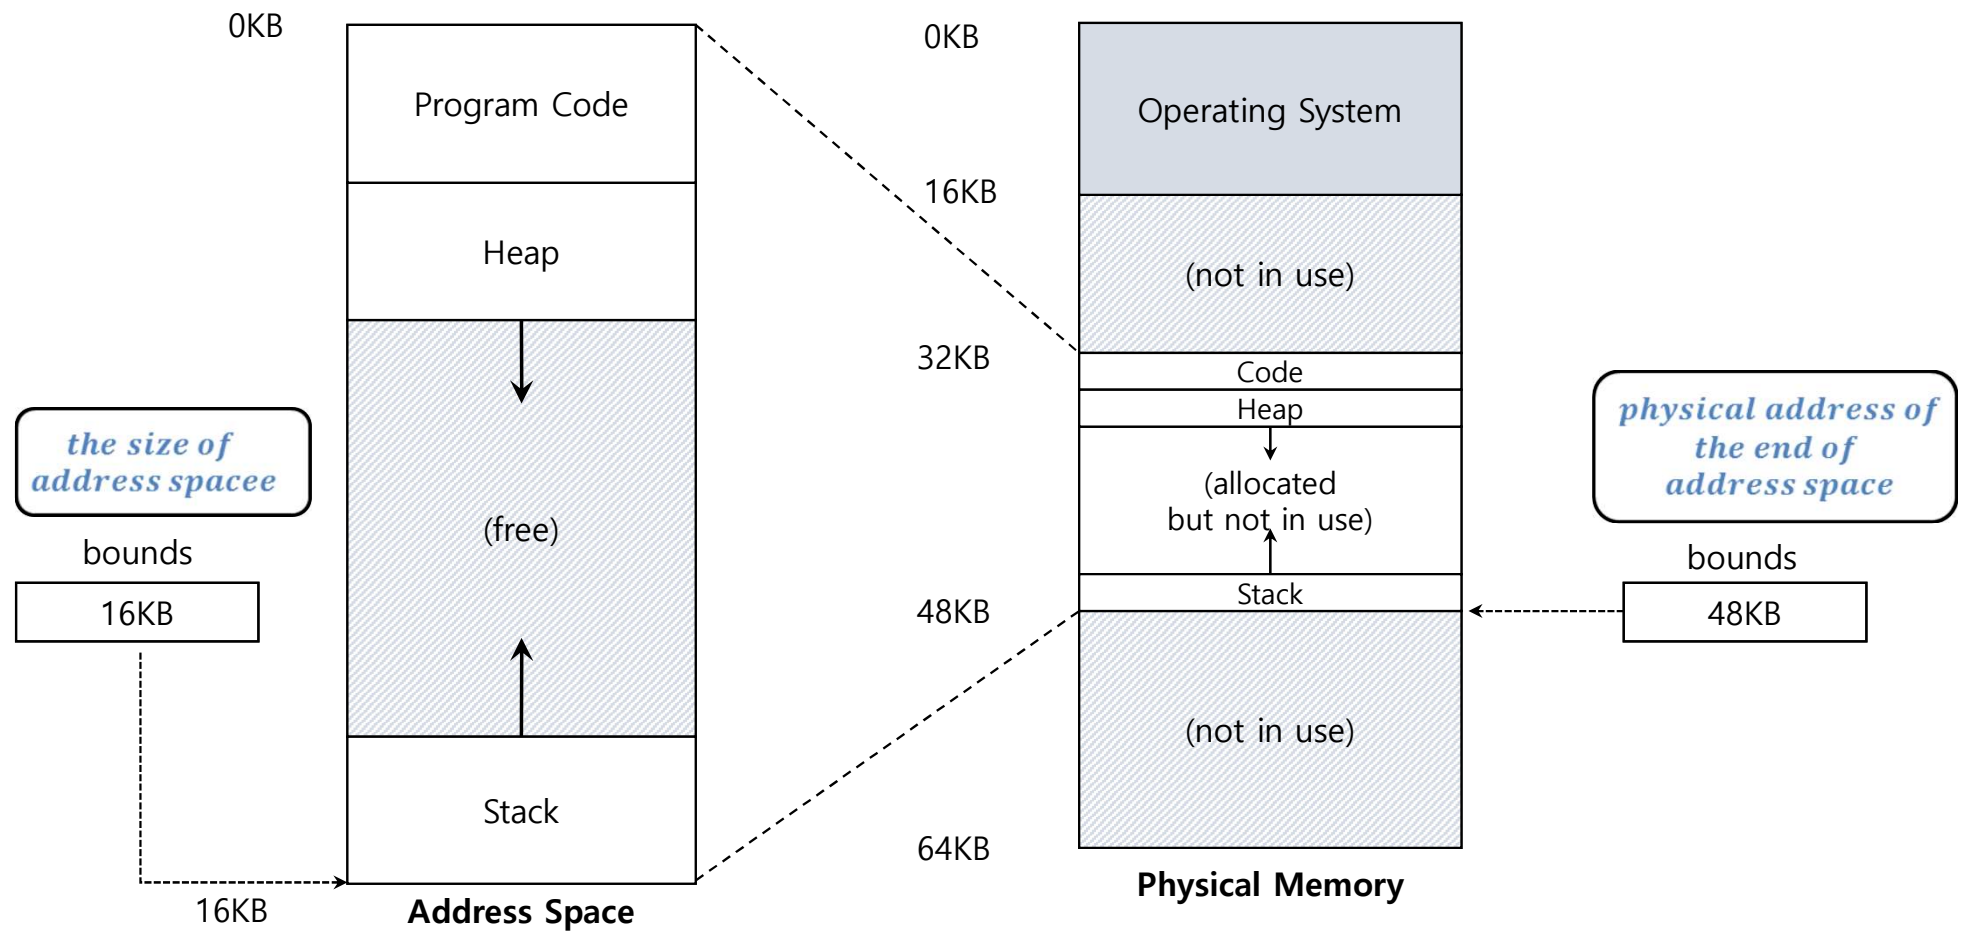 0KB
Program Code
Heap
(free)
Stack
16KB
Address Space
the size of
address spacee
bounds
16KB
0KB
Operating System
16KB
(not in use)
32KB
Code
Heap
(allocated
but not in use)
Stack
48KB
(not in use)
64KB
Physical Memory
physical address of
the end of
address space
bounds
48KB